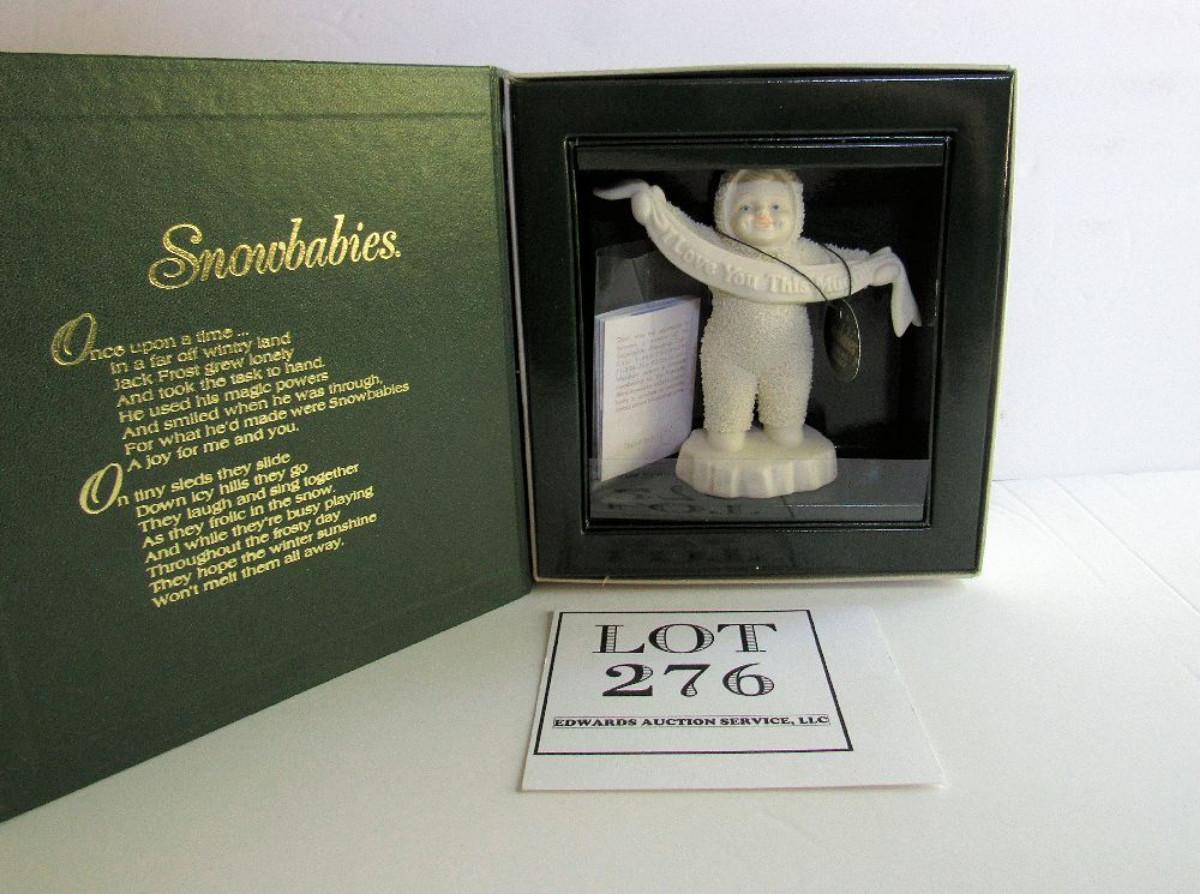 Snowbabies.
Once upon a time...
In a far off wintry land
Jack Frost grew lonely
And took the task to hand.
He used his magic powers
And smiled when he was through,
For what he'd made were Snowbabies
A joy for me and you.
On tiny sleds they slide
Down icy hills they go
They laugh and sing together
As they frolic in the snow.
And while they're busy playing
Throughout the frosty day
They hope the winter sunshine
Won't melt them all away.
I Love You This
LOT
276
EDWARDS AUCTION SERVICE, LLC